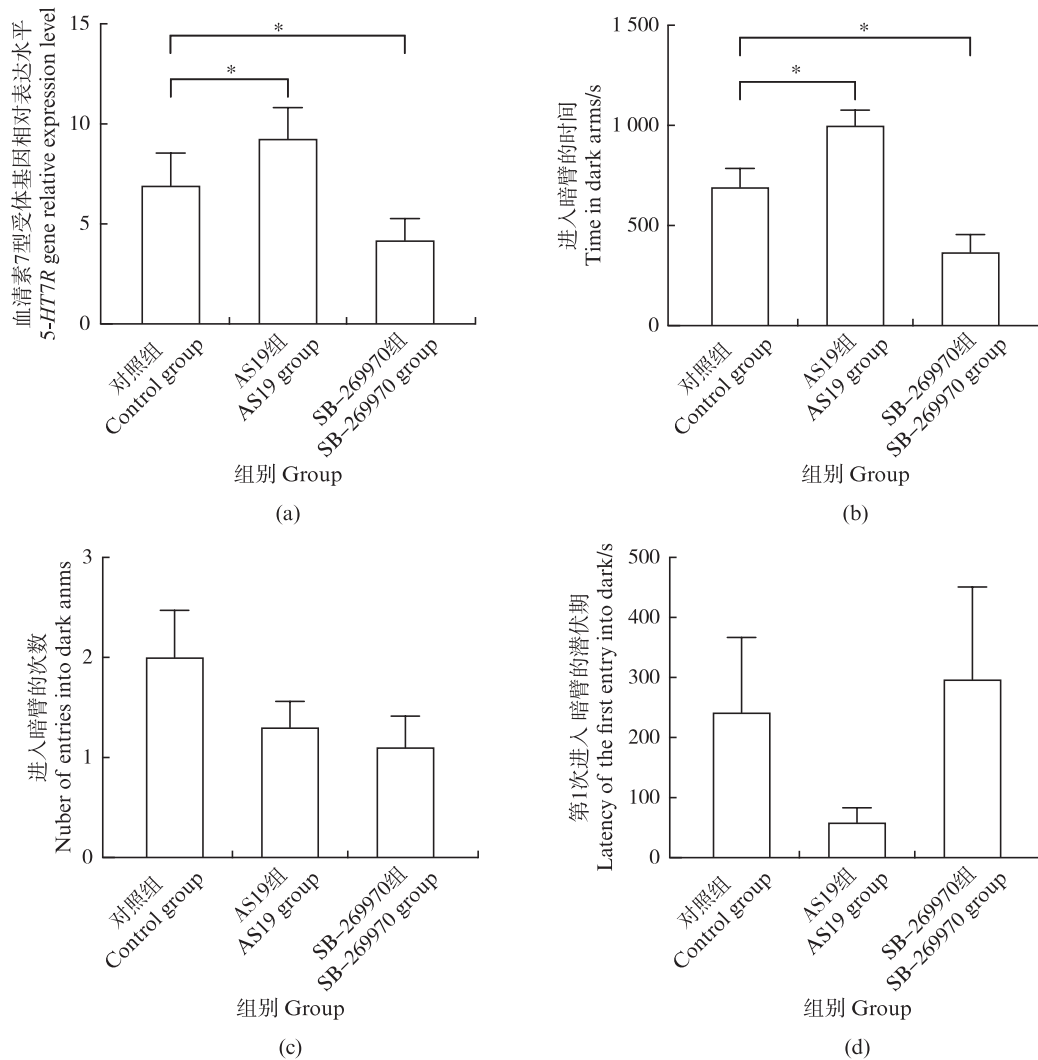 血清素7型受体基因相对表达水平
5-HT7R gene relative expression level
15
10
5
0
*
*
对照组
Control group
AS19组
AS19 group
SB-269970组
SB-269970 group
组别 Group
(a)
进入暗臂的时间
Time in dark arms/s
1 500
1 000
500
0
*
*
对照组
Control group
AS19组
AS19 group
SB-269970组
SB-269970 group
组别 Group
(b)
进入暗臂的次数
Nuber of entries into dark anms
3
2
1
0
对照组
Control group
AS19组
AS19 group
SB-269970组
SB-269970 group
组别 Group
(c)
第1次进入 暗臂的潜伏期
Latency of the first entry into dark/s
500
400
300
200
100
0
对照组
Control group
AS19组
AS19 group
SB-269970组
SB-269970 group
组别 Group
(d)